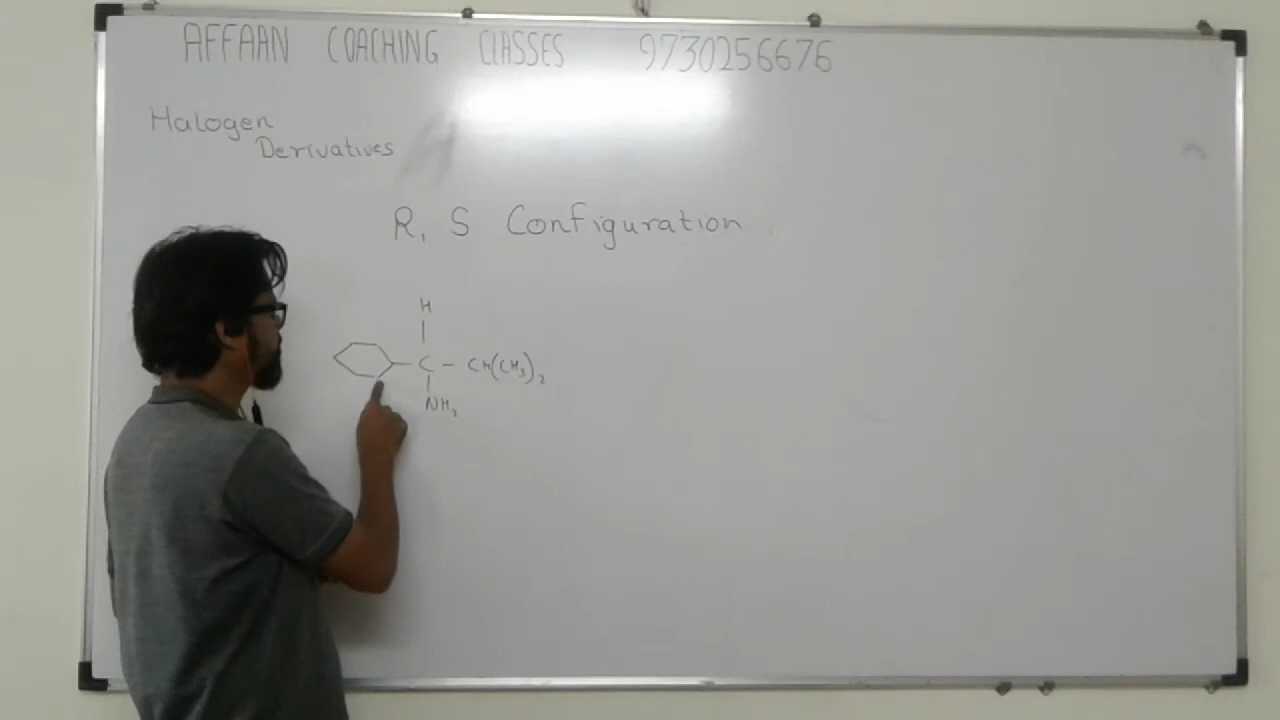 AFFAAN COACHING CLASSES 9730256676
Halogen
Derivatives
R, S Configuration
H
C - CH(CH3)2
NH2